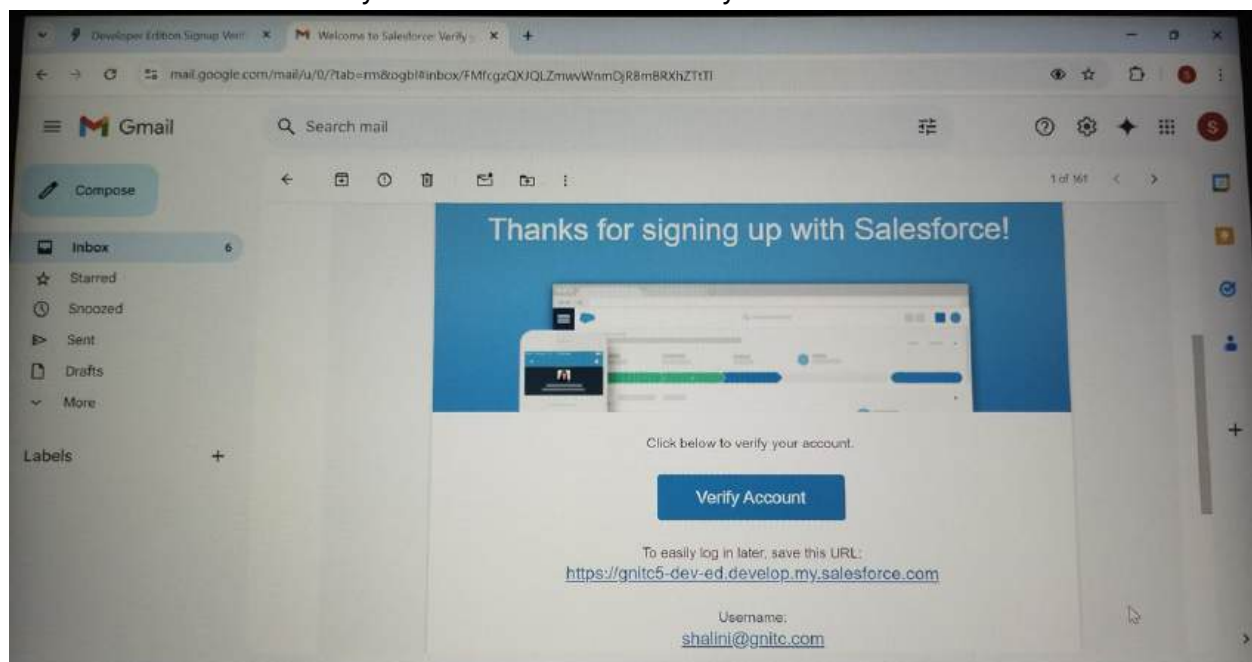 Developer Edition Signup Veri
Welcome to Salesforce: Verify y
mail.google.com/mail/u/0/?tab=rm&ogbl#inbox/FMfcgzQXJQLZmwvWnmDjR8mBRXhZTtTl
Gmail
Search mail
S
Compose
1 of 161
Thanks for signing up with Salesforce!
Inbox 6
Starred
Snoozed
Sent
Drafts
More
Labels
Click below to verify your account.
Verify Account
To easily log in later, save this URL:
https://gnitc5-dev-ed.develop.my.salesforce.com
Username:
shalini@gnitc.com